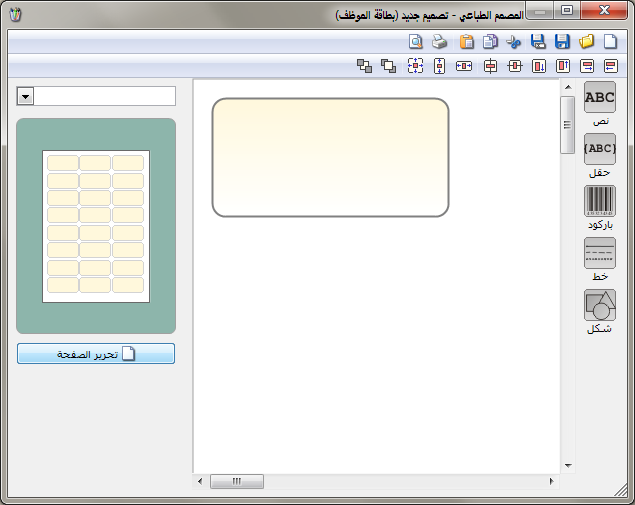 المصمم الطباعي - تصميم جديد (بطاقة الموظف)
ABC
نص
{ABC}
حقل
باركود
خط
شكل
تحرير الصفحة